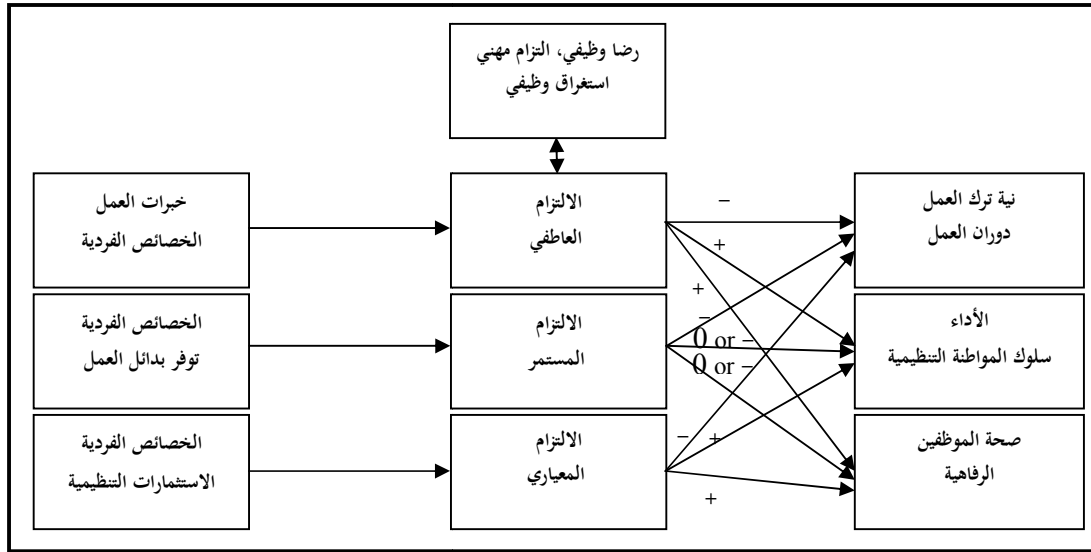 رضا وظيفي، التزام مهني
استغراق وظيفي
خبرات العمل
الخصائص الفردية
الالتزام
العاطفي
نية ترك العمل
دوران العمل
الخصائص الفردية
توفر بدائل العمل
الالتزام
المستمر
الأداء
سلوك المواطنة التنظيمية
الخصائص الفردية
الاستثمارات التنظيمية
الالتزام
المعياري
صحة الموظفين
الرفاهية
−
+
+
−
0 or −
0 or −
− +
+